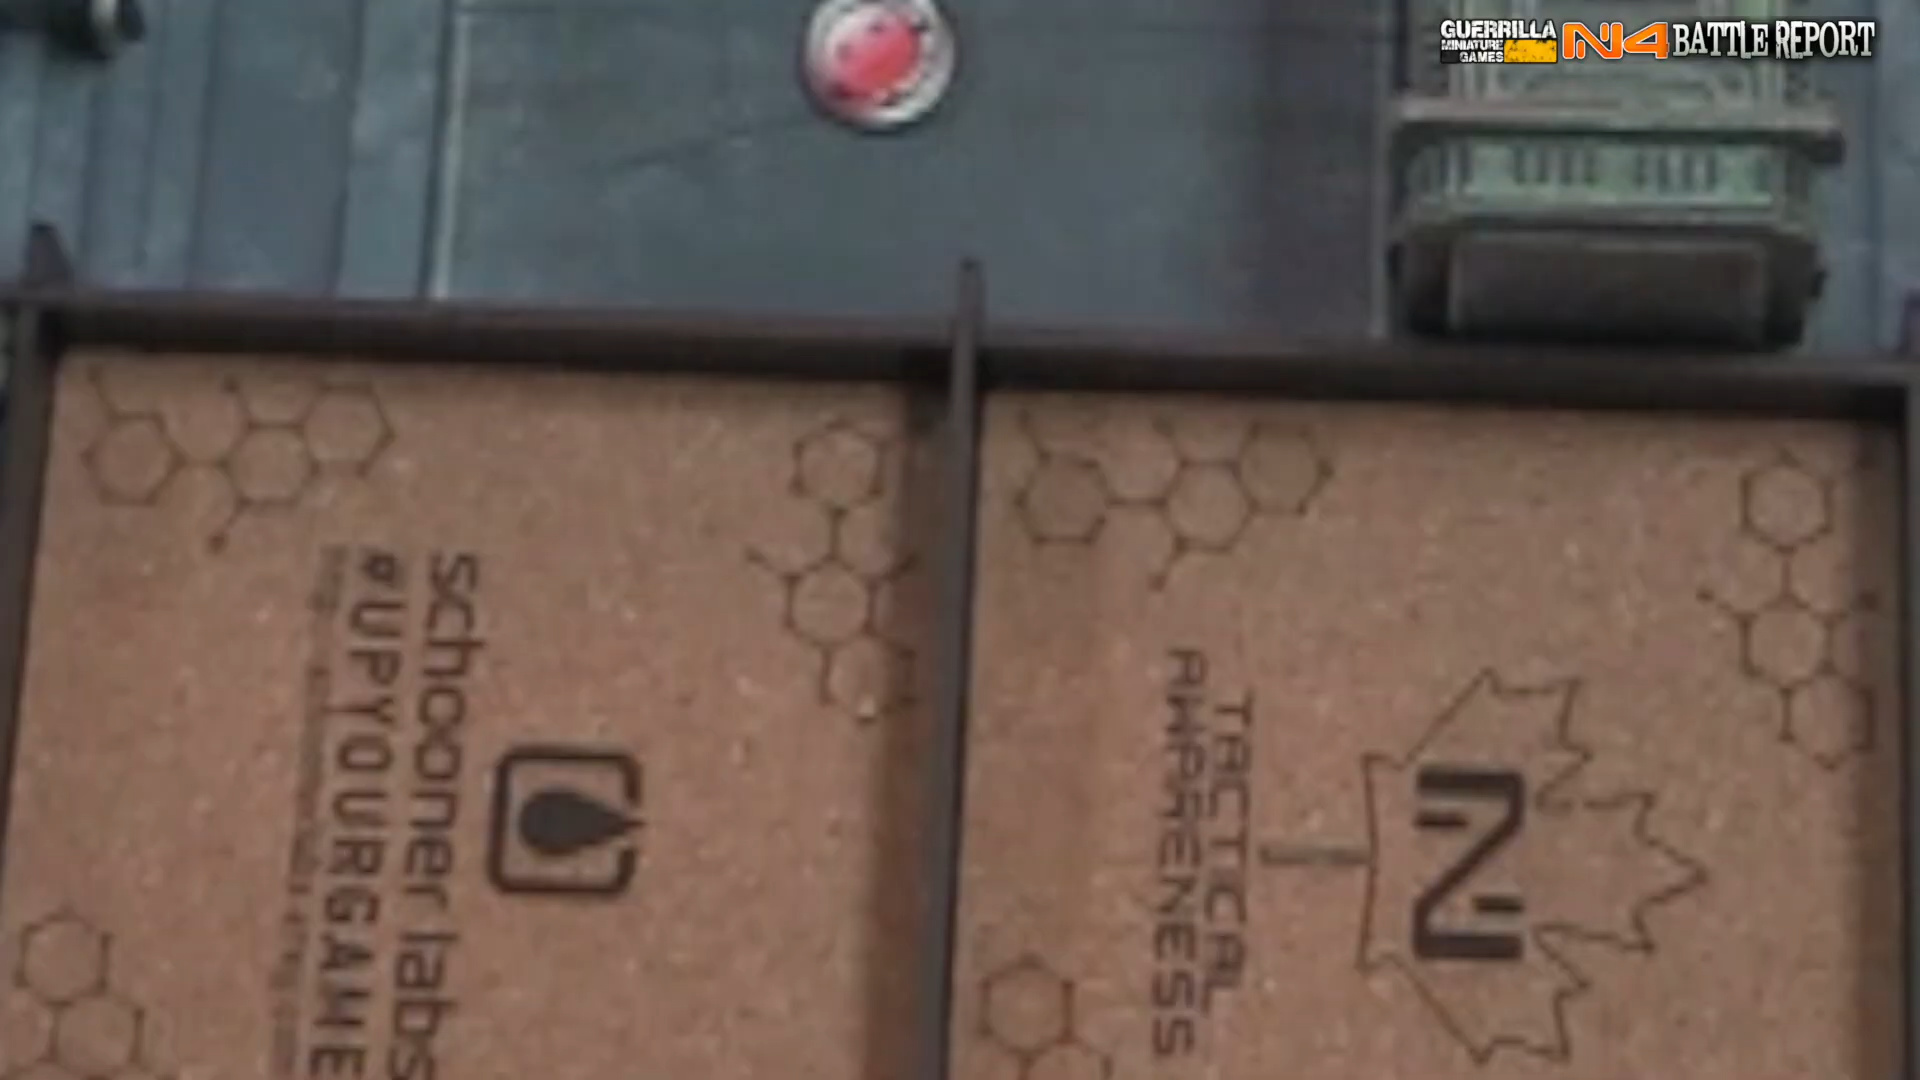 GUERRILLA
MINIATURE
GAMES
N4 BATTLE REPORT
schooner labs
#UPYOURGAME
TACTICAL
AWARENESS
N